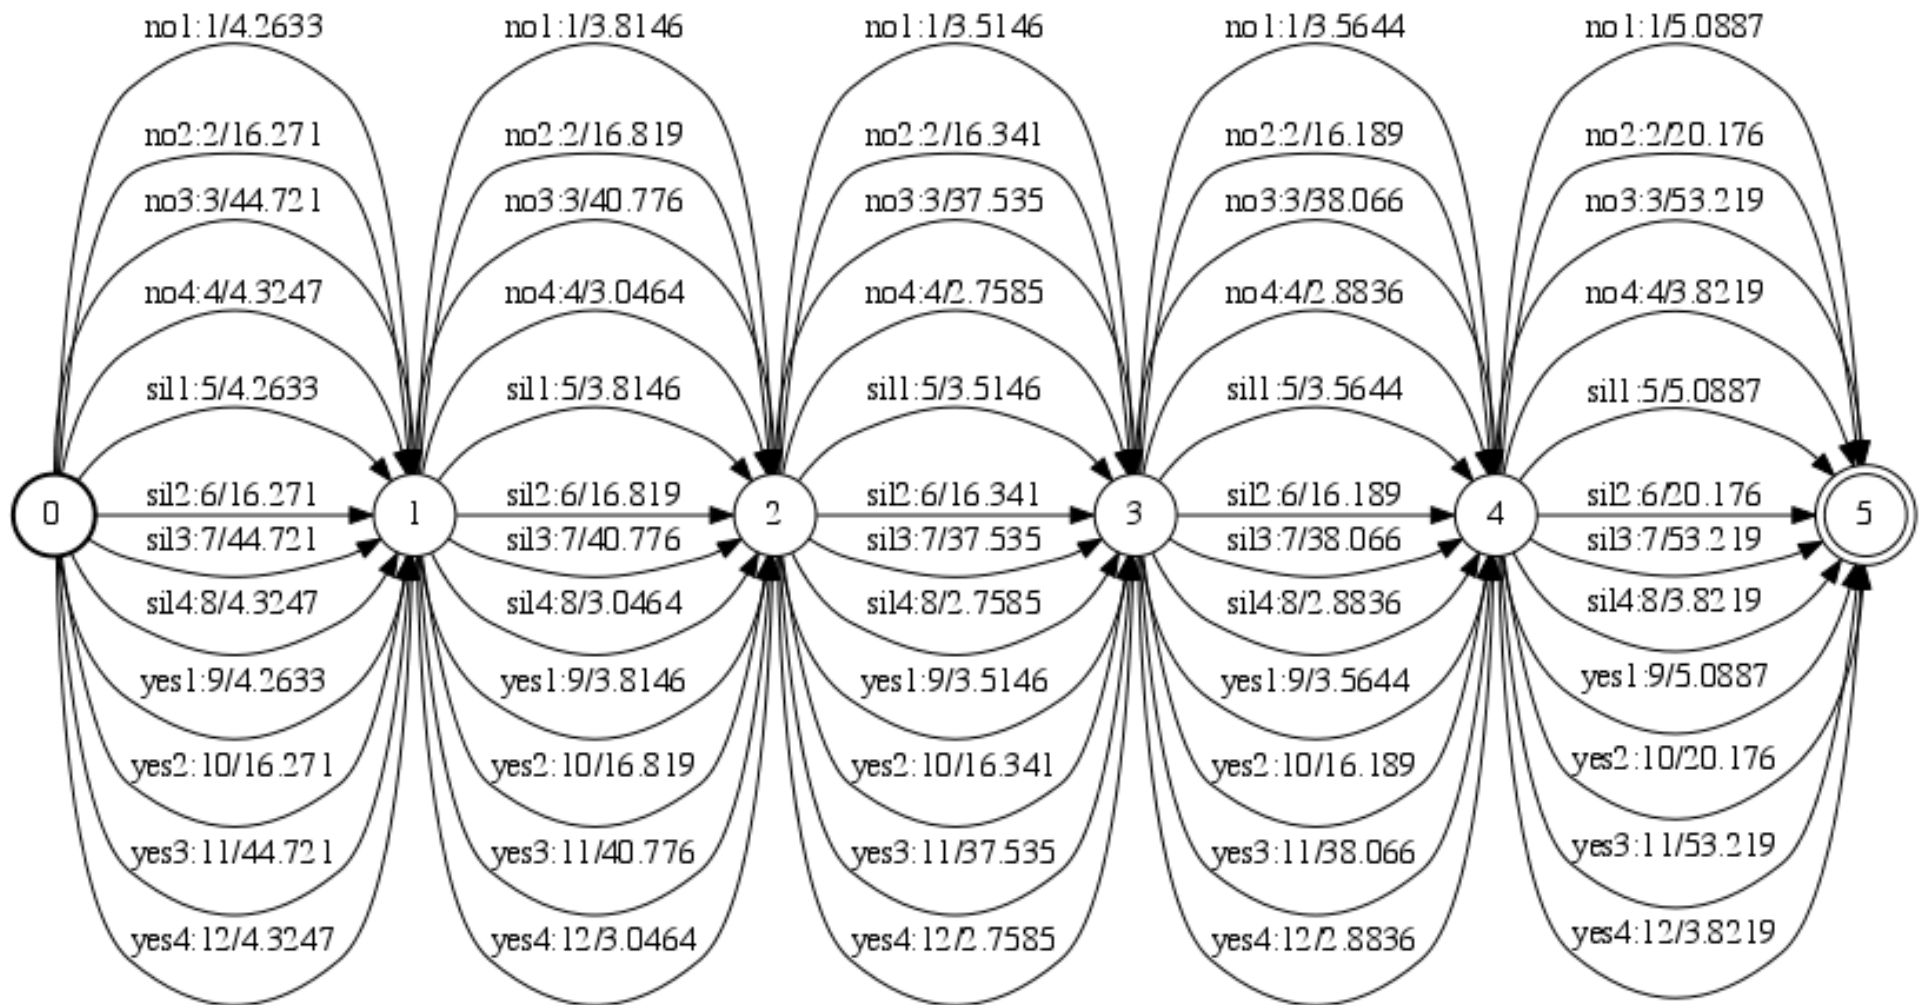 no1:1/4.2633 no1:1/3.8146 no1:1/3.5146 no1:1/3.5644 no1:1/5.0887
no2:2/16.271 no2:2/16.819 no2:2/16.341 no2:2/16.189 no2:2/20.176
no3:3/44.721 no3:3/40.776 no3:3/37.535 no3:3/38.066 no3:3/53.219
no4:4/4.3247 no4:4/3.0464 no4:4/2.7585 no4:4/2.8836 no4:4/3.8219
sil1:5/4.2633 sil1:5/3.8146 sil1:5/3.5146 sil1:5/3.5644 sil1:5/5.0887
sil2:6/16.271 sil2:6/16.819 sil2:6/16.341 sil2:6/16.189 sil2:6/20.176
0 1 2 3 4 5
sil3:7/44.721 sil3:7/40.776 sil3:7/37.535 sil3:7/38.066 sil3:7/53.219
sil4:8/4.3247 sil4:8/3.0464 sil4:8/2.7585 sil4:8/2.8836 sil4:8/3.8219
yes1:9/4.2633 yes1:9/3.8146 yes1:9/3.5146 yes1:9/3.5644 yes1:9/5.0887
yes2:10/16.271 yes2:10/16.819 yes2:10/16.341 yes2:10/16.189 yes2:10/20.176
yes3:11/44.721 yes3:11/40.776 yes3:11/37.535 yes3:11/38.066 yes3:11/53.219
yes4:12/4.3247 yes4:12/3.0464 yes4:12/2.7585 yes4:12/2.8836 yes4:12/3.8219